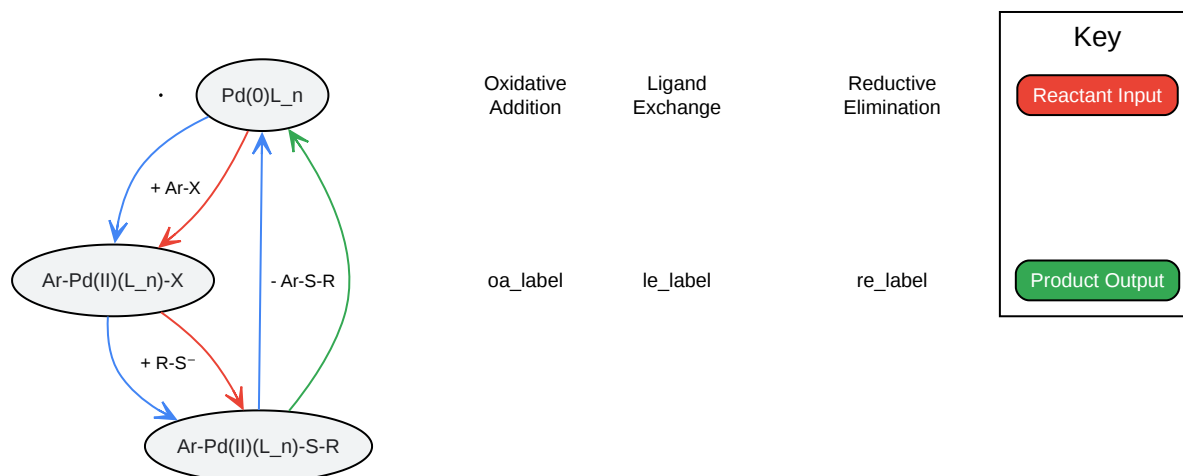 Key
Pd(0)L_n
Oxidative
Addition
Ligand
Exchange
Reductive
Elimination
Reactant Input
+ Ar-X
Ar-Pd(II)(L_n)-X
- Ar-S-R
oa_label
le_label
re_label
Product Output
+ R-S⁻
Ar-Pd(II)(L_n)-S-R